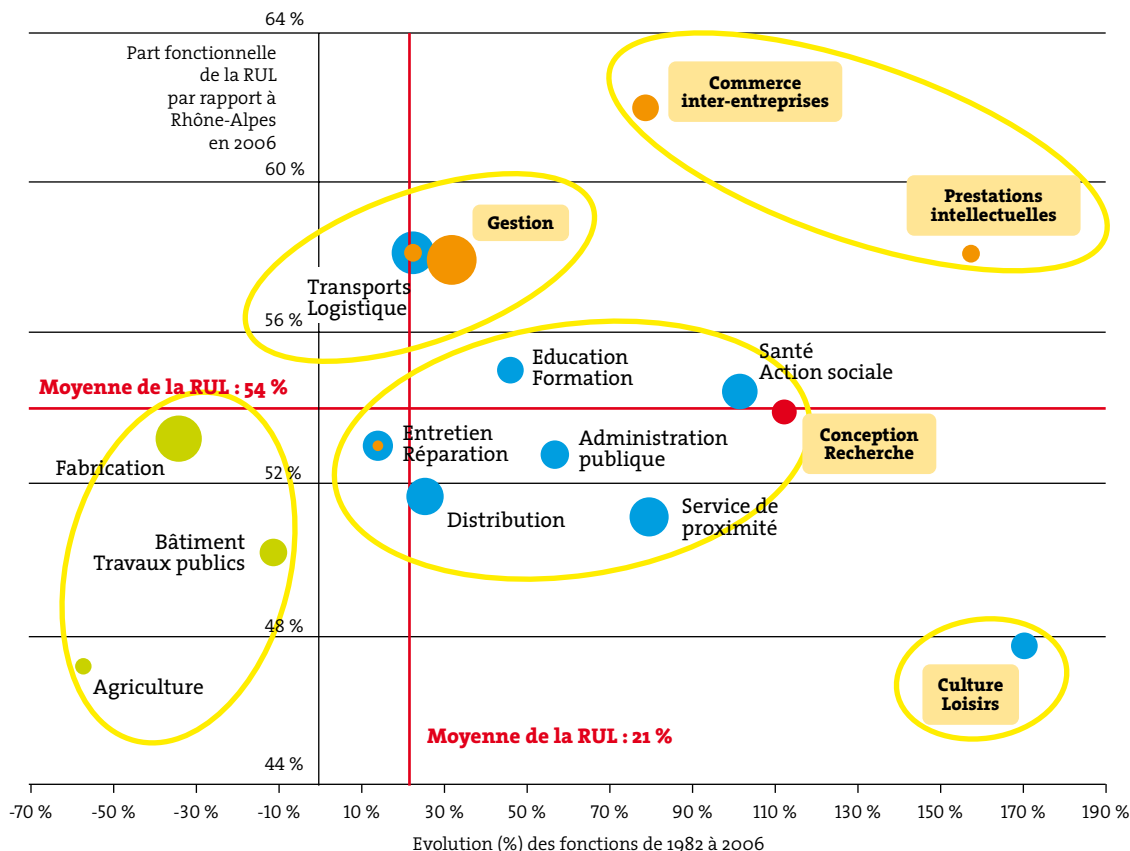 64 %
Part fonctionnelle
de la RUL
par rapport à
Rhône-Alpes
en 2006
Commerce
inter-entreprises
60 %
Prestations
intellectuelles
Gestion
Transports
Logistique
56 %
Education
Formation
Santé
Action sociale
Moyenne de la RUL : 54 %
Entretien
Réparation
Administration
publique
Conception
Recherche
Fabrication
52 %
Distribution
Service de
proximité
Bâtiment
Travaux publics
48 %
Agriculture
Culture
Loisirs
Moyenne de la RUL : 21 %
44 %
-70 % -50 % -30 % -10 % 10 % 30 % 50 % 70 % 90 % 110 % 130 % 150 % 170 % 190 %
Evolution (%) des fonctions de 1982 à 2006